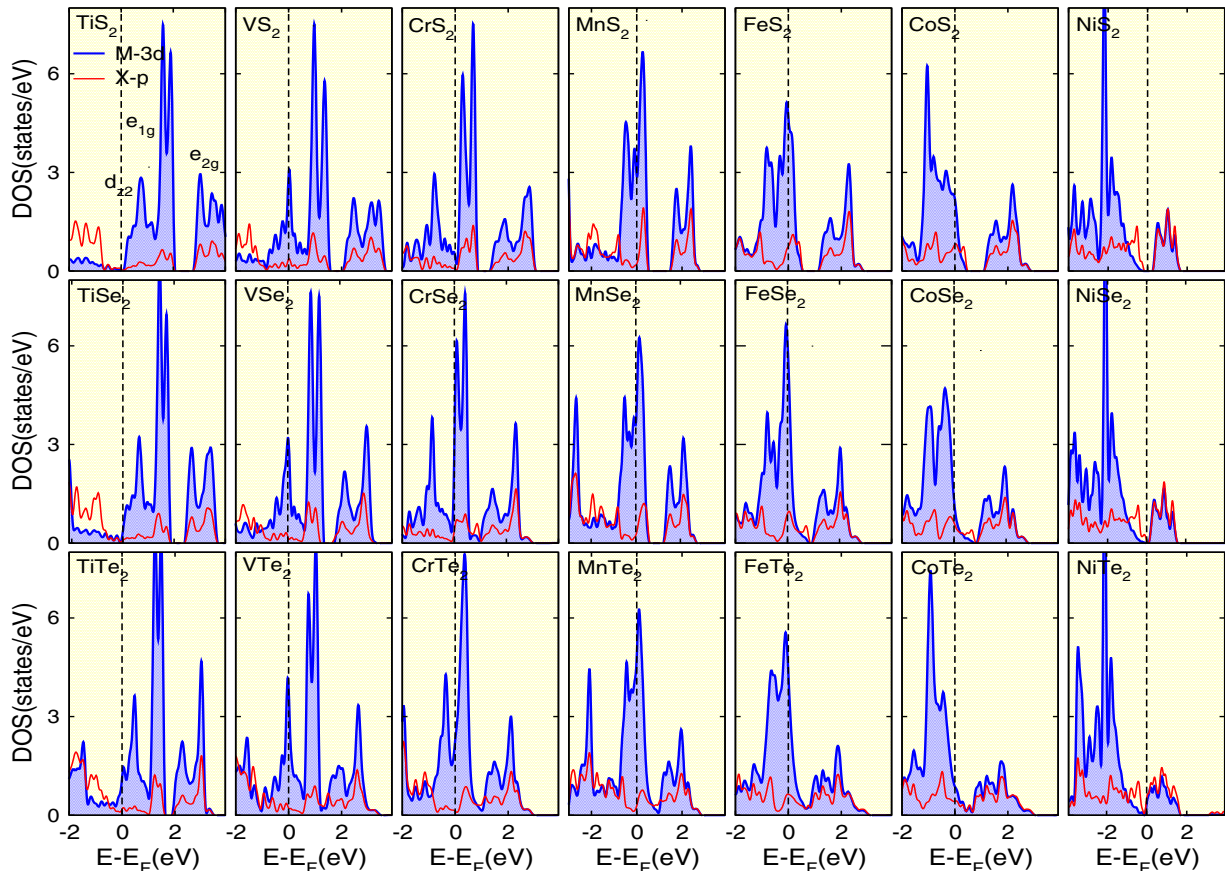 TiS2 VS2 CrS2 MnS2 FeS2 CoS2 NiS2
M-3d
X-p
6
e1g
e2g
dz2
3
0
DOS(states/eV)
TiSe2 VSe2 CrSe2 MnSe2 FeSe2 CoSe2 NiSe2
6
3
0
DOS(states/eV)
TiTe2 VTe2 CrTe2 MnTe2 FeTe2 CoTe2 NiTe2
6
3
0
DOS(states/eV)
-2 0 2 -2 0 2 -2 0 2 -2 0 2 -2 0 2 -2 0 2 -2 0 2
E-EF(eV) E-EF(eV) E-EF(eV) E-EF(eV) E-EF(eV) E-EF(eV) E-EF(eV)